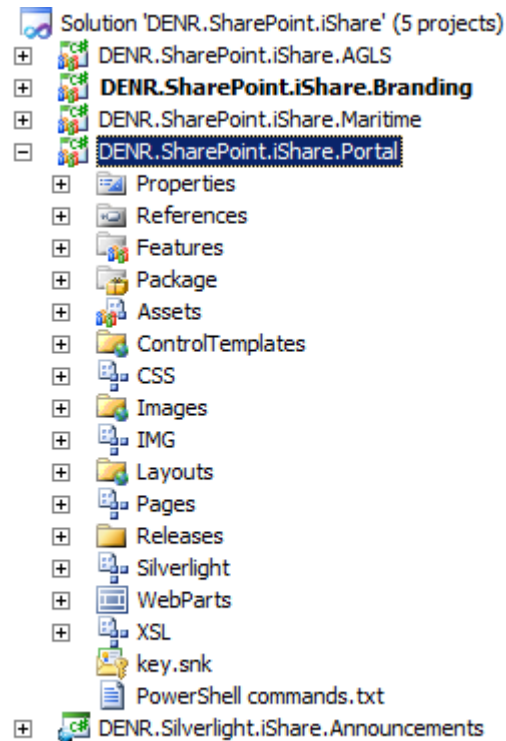 Solution 'DENR.SharePoint.iShare' (5 projects)
DENR.SharePoint.iShare.AGLS
DENR.SharePoint.iShare.Branding
DENR.SharePoint.iShare.Maritime
DENR.SharePoint.iShare.Portal
Properties
References
Features
Package
Assets
ControlTemplates
CSS
Images
IMG
Layouts
Pages
Releases
Silverlight
WebParts
XSL
key.snk
PowerShell commands.txt
DENR.Silverlight.iShare.Announcements